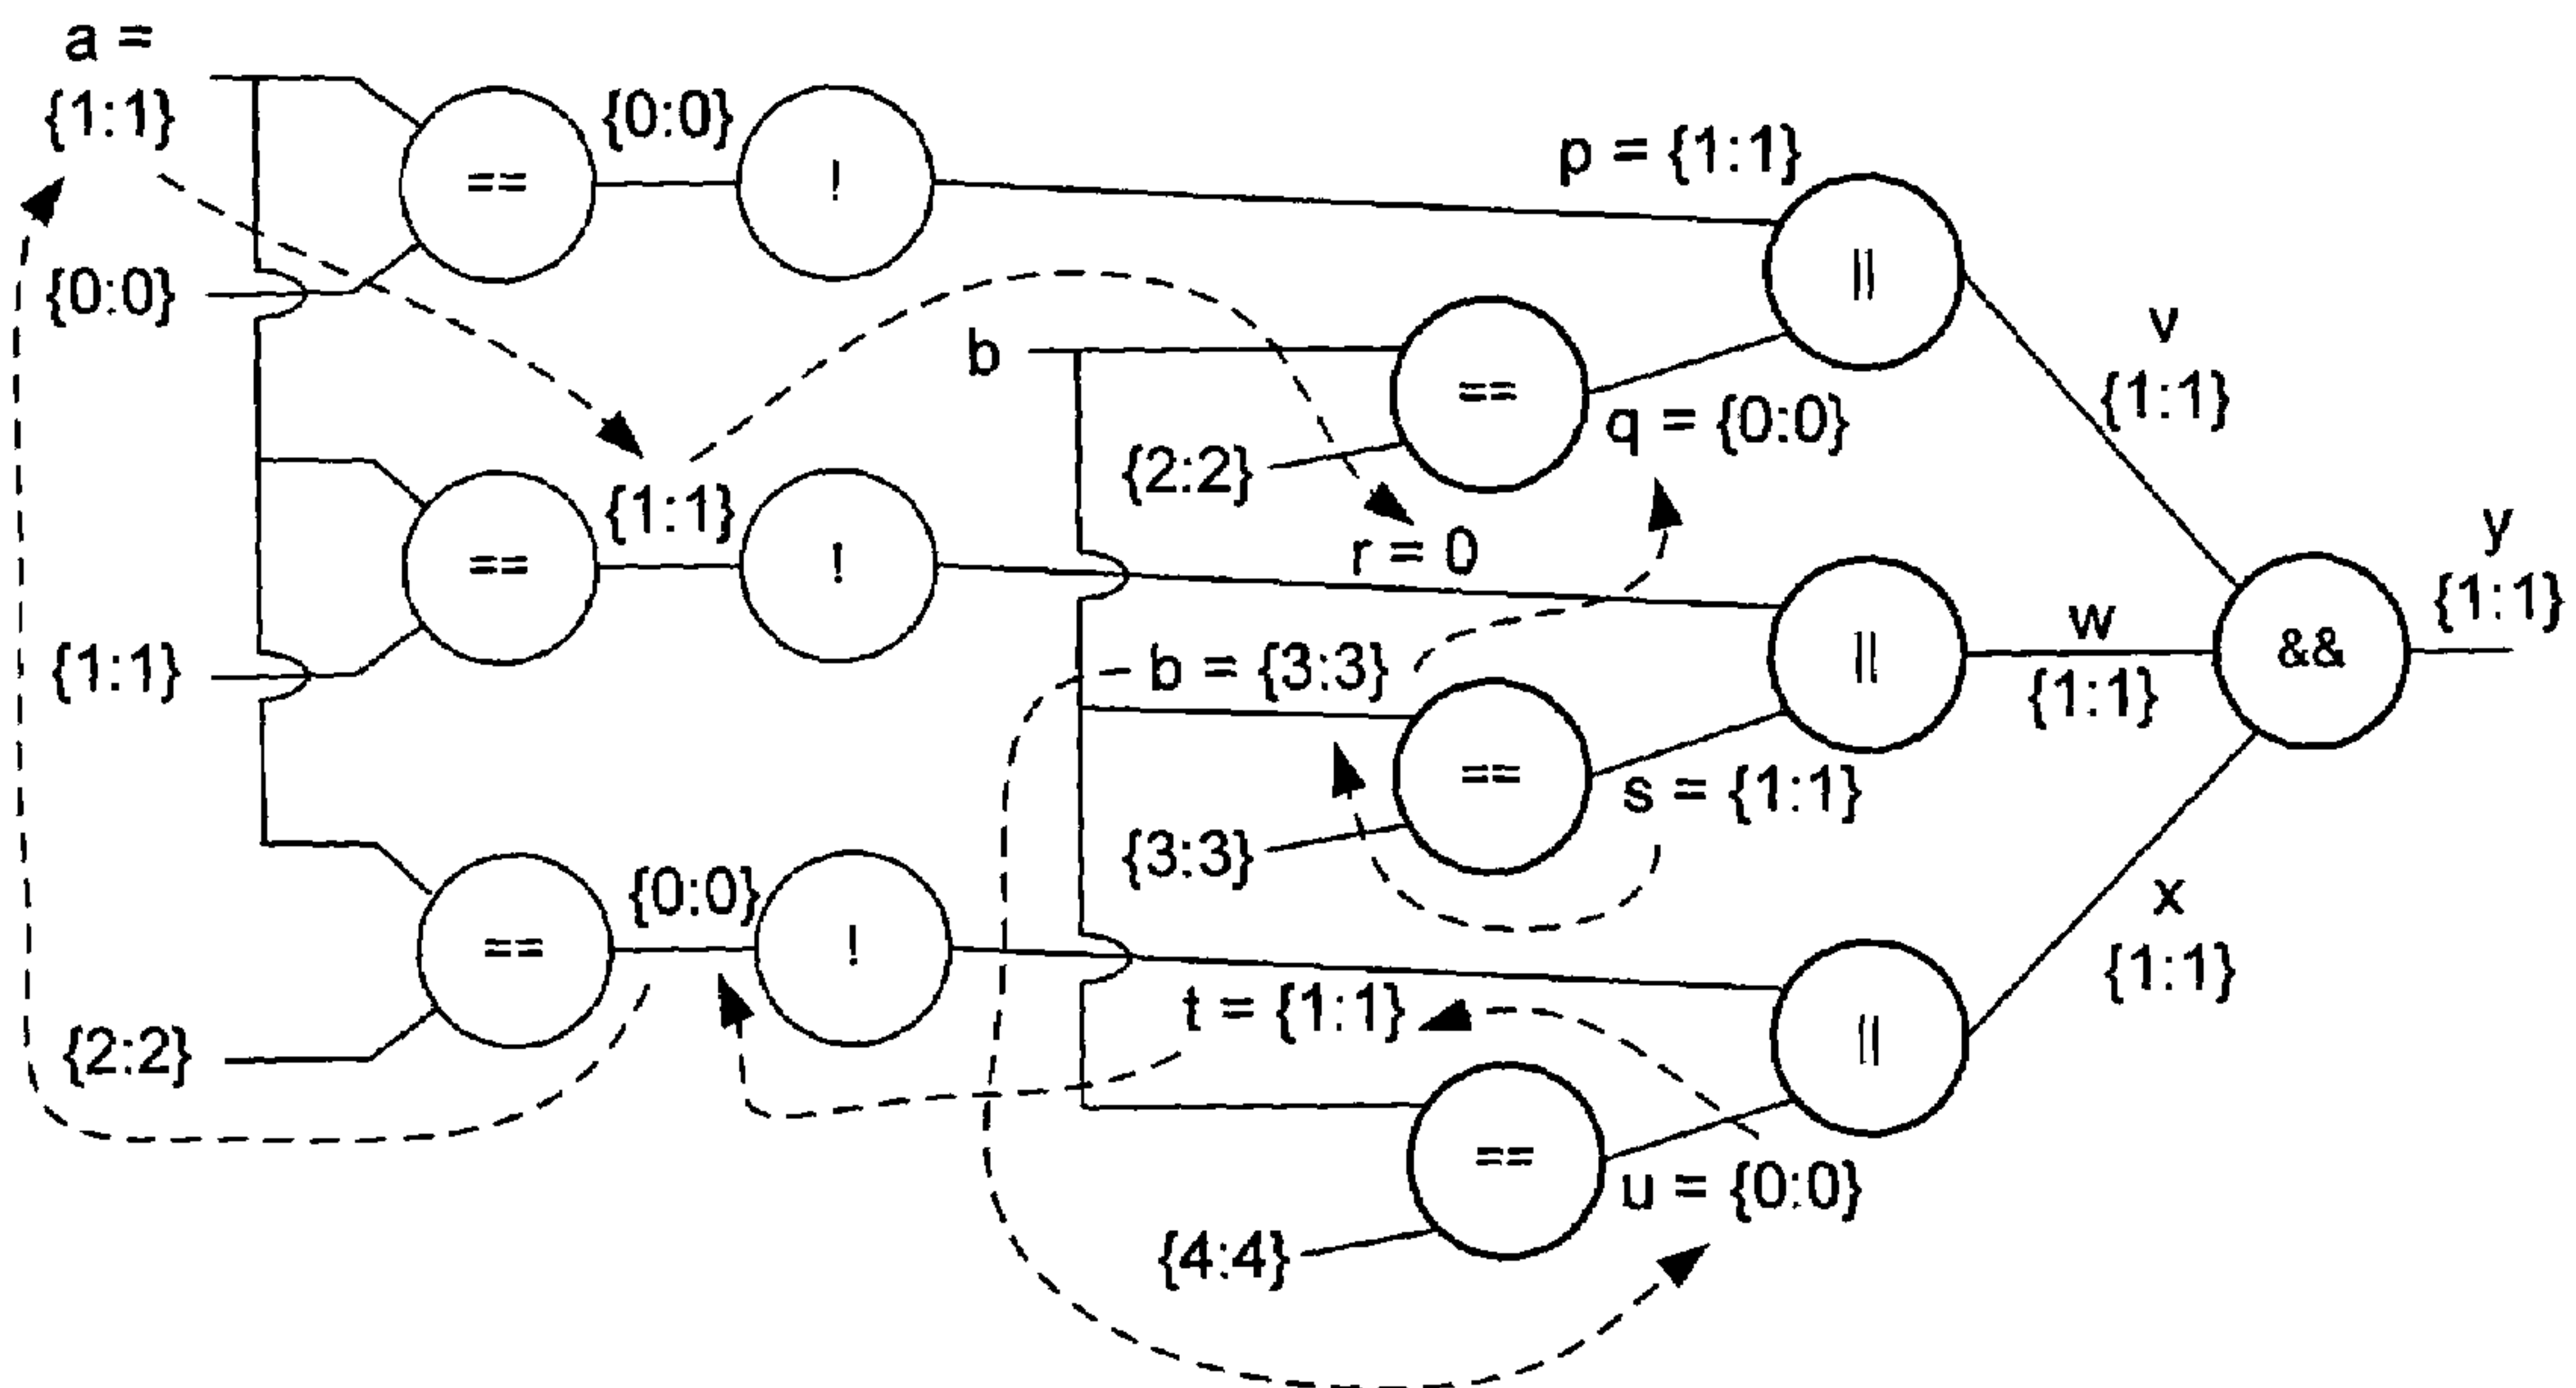 a =
{1:1}
==
{0:0}
!
p = {1:1}
||
{0:0}
b
==
q = {0:0}
v
{1:1}
{2:2}
r = 0
==
{1:1}
!
||
w
{1:1}
&&
y
{1:1}
{1:1}
b = {3:3}
==
s = {1:1}
{3:3}
x
{1:1}
==
{0:0}
!
t = {1:1}
||
{2:2}
==
u = {0:0}
{4:4}